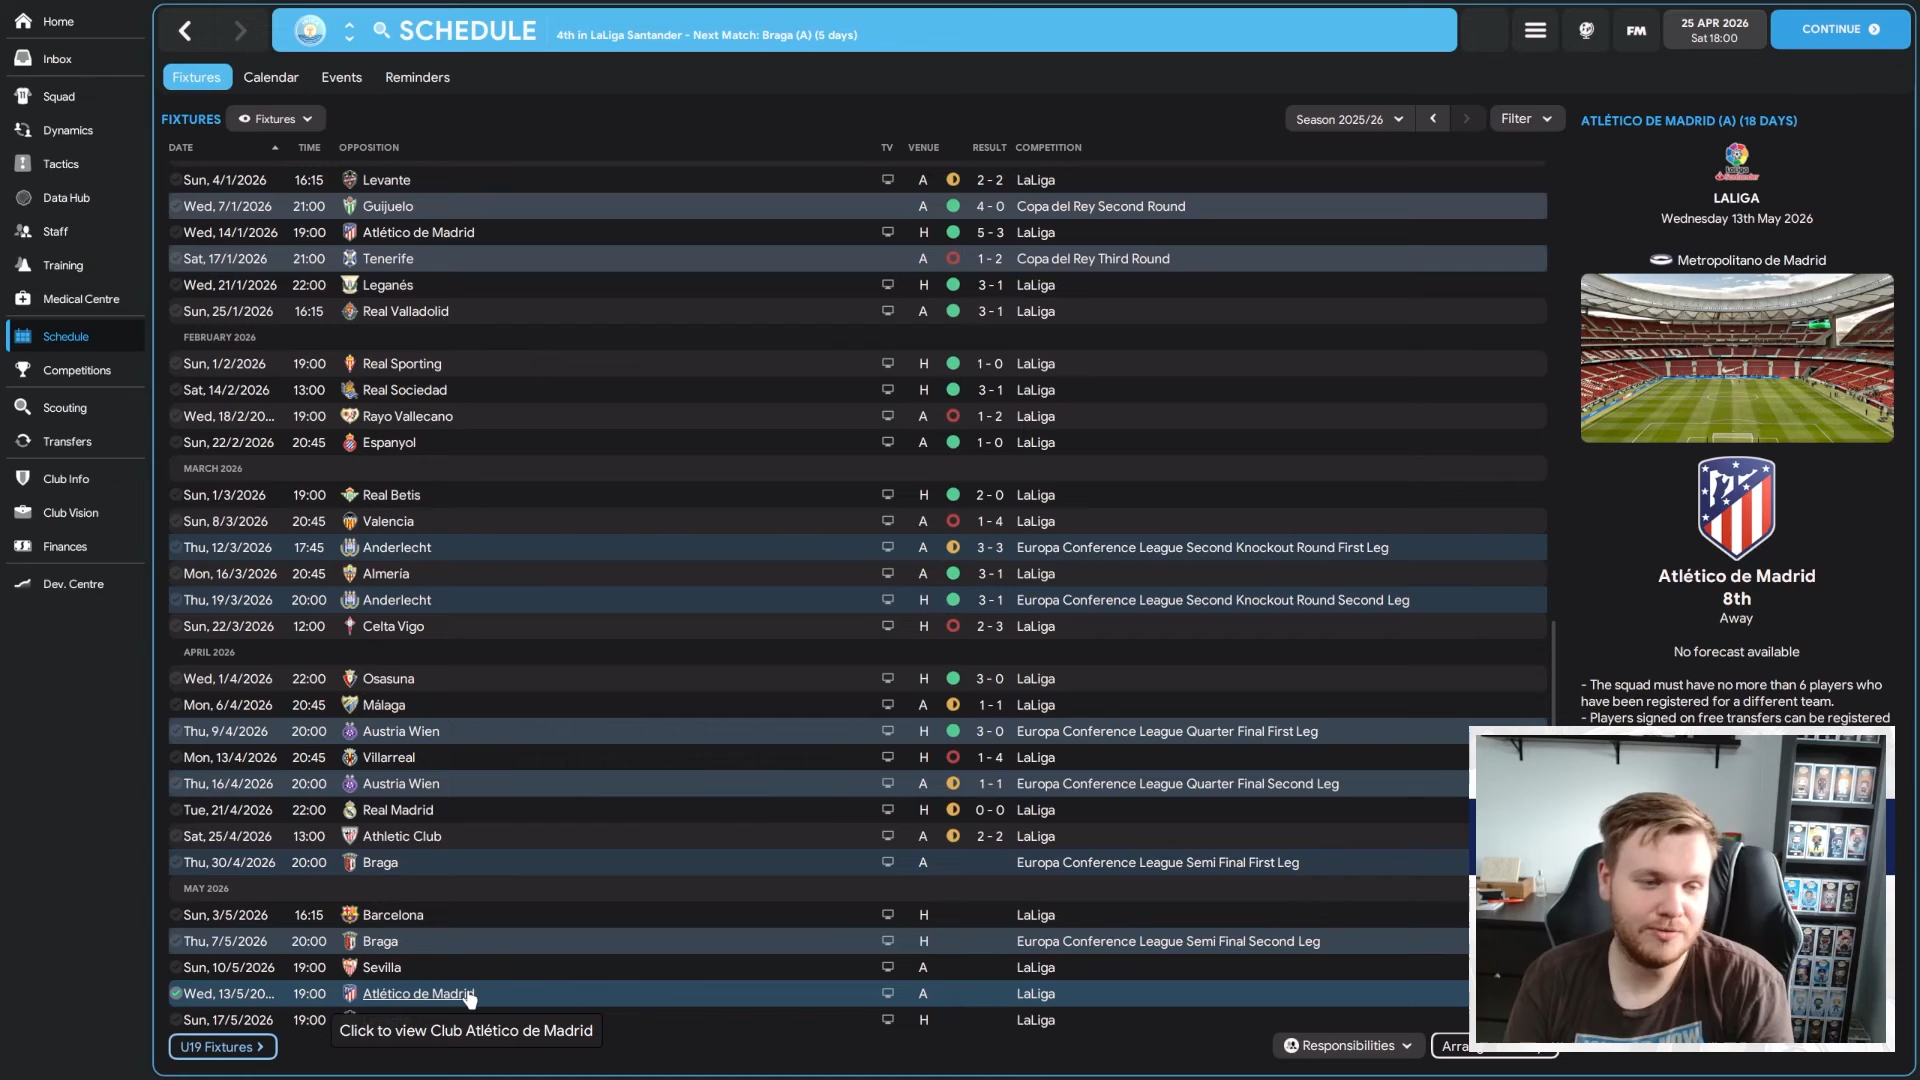 Home
Inbox
Squad
Dynamics
Tactics
Data Hub
Staff
Training
Medical Centre
Schedule
Competitions
Scouting
Transfers
Club Info
Club Vision
Finances
Dev. Centre
SCHEDULE
4th in LaLiga Santander - Next Match: Braga (A) (5 days)
FM
25 APR 2026
Sat 18:00
CONTINUE
Fixtures Calendar Events Reminders
FIXTURES Fixtures
Season 2025/26
Filter
DATE TIME OPPOSITION TV VENUE RESULT COMPETITION
Sun, 4/1/2026 16:15 Levante A 2 - 2 LaLiga
Wed, 7/1/2026 21:00 Guijuelo A 4 - 0 Copa del Rey Second Round
Wed, 14/1/2026 19:00 Atlético de Madrid H 5 - 3 LaLiga
Sat, 17/1/2026 21:00 Tenerife A 1 - 2 Copa del Rey Third Round
Wed, 21/1/2026 22:00 Leganés H 3 - 1 LaLiga
Sun, 25/1/2026 16:15 Real Valladolid A 3 - 1 LaLiga
FEBRUARY 2026
Sun, 1/2/2026 19:00 Real Sporting H 1 - 0 LaLiga
Sat, 14/2/2026 13:00 Real Sociedad H 3 - 1 LaLiga
Wed, 18/2/20... 19:00 Rayo Vallecano A 1 - 2 LaLiga
Sun, 22/2/2026 20:45 Espanyol A 1 - 0 LaLiga
MARCH 2026
Sun, 1/3/2026 19:00 Real Betis H 2 - 0 LaLiga
Sun, 8/3/2026 20:45 Valencia A 1 - 4 LaLiga
Thu, 12/3/2026 17:45 Anderlecht A 3 - 3 Europa Conference League Second Knockout Round First Leg
Mon, 16/3/2026 20:45 Almería A 3 - 1 LaLiga
Thu, 19/3/2026 20:00 Anderlecht H 3 - 1 Europa Conference League Second Knockout Round Second Leg
Sun, 22/3/2026 12:00 Celta Vigo H 2 - 3 LaLiga
APRIL 2026
Wed, 1/4/2026 22:00 Osasuna H 3 - 0 LaLiga
Mon, 6/4/2026 20:45 Málaga A 1 - 1 LaLiga
Thu, 9/4/2026 20:00 Austria Wien H 3 - 0 Europa Conference League Quarter Final First Leg
Mon, 13/4/2026 20:45 Villarreal H 1 - 4 LaLiga
Thu, 16/4/2026 20:00 Austria Wien A 1 - 1 Europa Conference League Quarter Final Second Leg
Tue, 21/4/2026 22:00 Real Madrid H 0 - 0 LaLiga
Sat, 25/4/2026 13:00 Athletic Club A 2 - 2 LaLiga
Thu, 30/4/2026 20:00 Braga A Europa Conference League Semi Final First Leg
MAY 2026
Sun, 3/5/2026 16:15 Barcelona H LaLiga
Thu, 7/5/2026 20:00 Braga H Europa Conference League Semi Final Second Leg
Sun, 10/5/2026 19:00 Sevilla A LaLiga
Wed, 13/5/20... 19:00 Atlético de Madrid A LaLiga
Sun, 17/5/2026 19:00 H LaLiga
Click to view Club Atlético de Madrid
U19 Fixtures
Responsibilities
ATLÉTICO DE MADRID (A) (18 DAYS)
LALIGA
Wednesday 13th May 2026
Metropolitano de Madrid
Atlético de Madrid
8th
Away
No forecast available
- The squad must have no more than 6 players who
have been registered for a different team.
- Players signed on free transfers can be registered